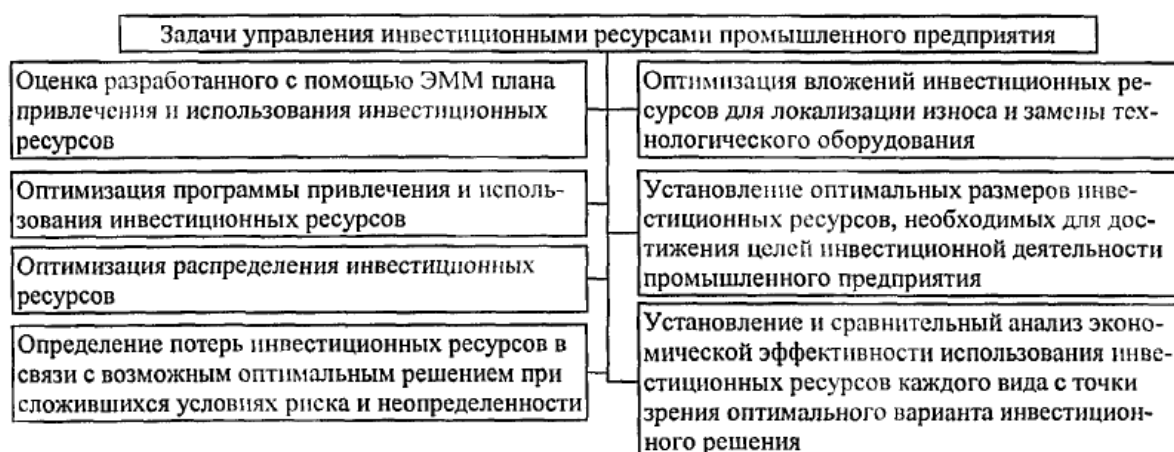 Задачи управления инвестиционными ресурсами промышленного предприятия
Оценка разработанного с помощью ЭММ плана
привлечения и использования инвестиционных
ресурсов
Оптимизация программы привлечения и исполь-
зования инвестиционных ресурсов
Оптимизация распределения инвестиционных
ресурсов
Определение потерь инвестиционных ресурсов в
связи с возможным оптимальным решением при
сложившихся условиях риска и неопределенности
Оптимизация вложений инвестиционных ре-
сурсов для локализации износа и замены тех-
нологического оборудования
Установление оптимальных размеров инве-
стиционных ресурсов, необходимых для дос-
тижения целей инвестиционной деятельности
промышленного предприятия
Установление и сравнительный анализ эконо-
мической эффективности использования инве-
стиционных ресурсов каждого вида с точки
зрения оптимального варианта инвестицион-
ного решения